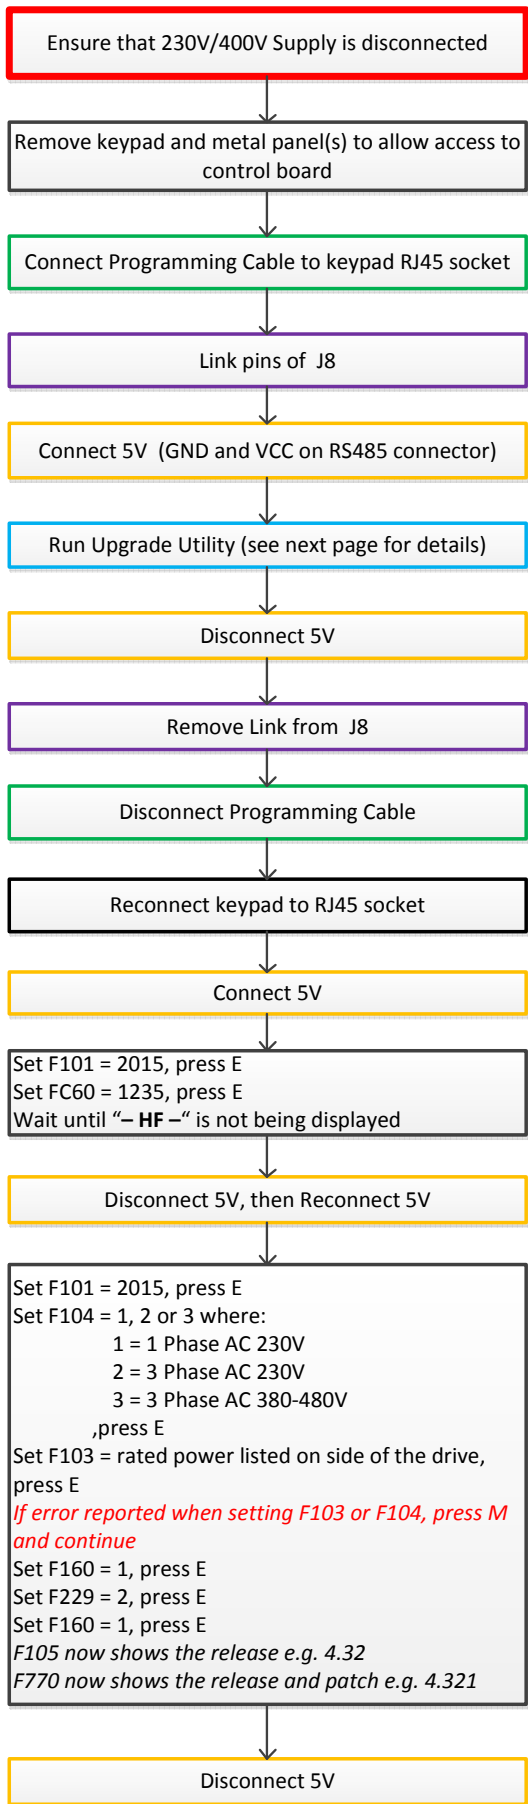 Ensure that 230V/400V Supply is disconnected
Remove keypad and metal panel(s) to allow access to
control board
Connect Programming Cable to keypad RJ45 socket
Link pins of  J8
Connect 5V  (GND and VCC on RS485 connector)
Run Upgrade Utility (see next page for details)
Disconnect 5V
Remove Link from  J8
Disconnect Programming Cable
Reconnect keypad to RJ45 socket
Connect 5V
Set F101 = 2015, press E
Set FC60 = 1235, press E
Wait until “– HF –“ is not being displayed
Disconnect 5V, then Reconnect 5V
Set F101 = 2015, press E
Set F104 = 1, 2 or 3 where:
1 = 1 Phase AC 230V
2 = 3 Phase AC 230V
3 = 3 Phase AC 380-480V
,press E
Set F103 = rated power listed on side of the drive,
press E
If error reported when setting F103 or F104, press M
and continue
Set F160 = 1, press E
Set F229 = 2, press E
Set F160 = 1, press E
F105 now shows the release e.g. 4.32
F770 now shows the release and patch e.g. 4.321
Disconnect 5V